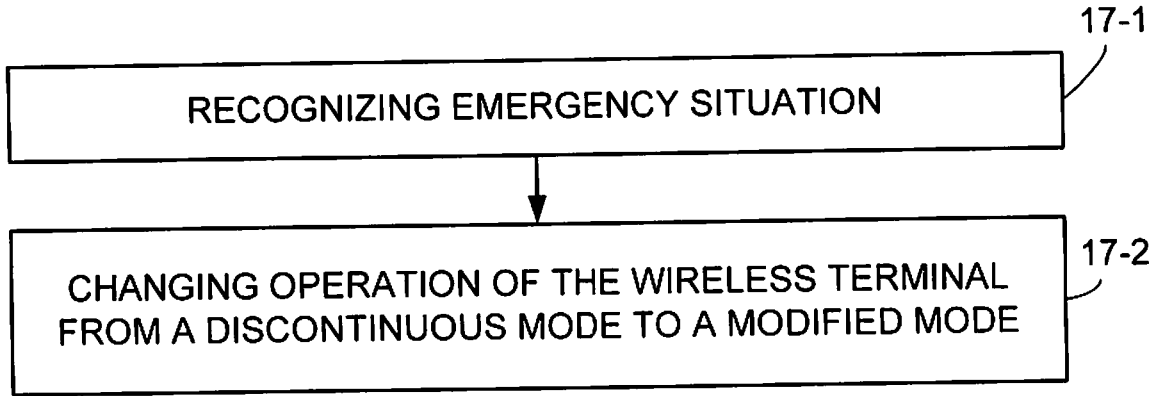 17-1
RECOGNIZING EMERGENCY SITUATION
17-2
CHANGING OPERATION OF THE WIRELESS TERMINAL
FROM A DISCONTINUOUS MODE TO A MODIFIED MODE